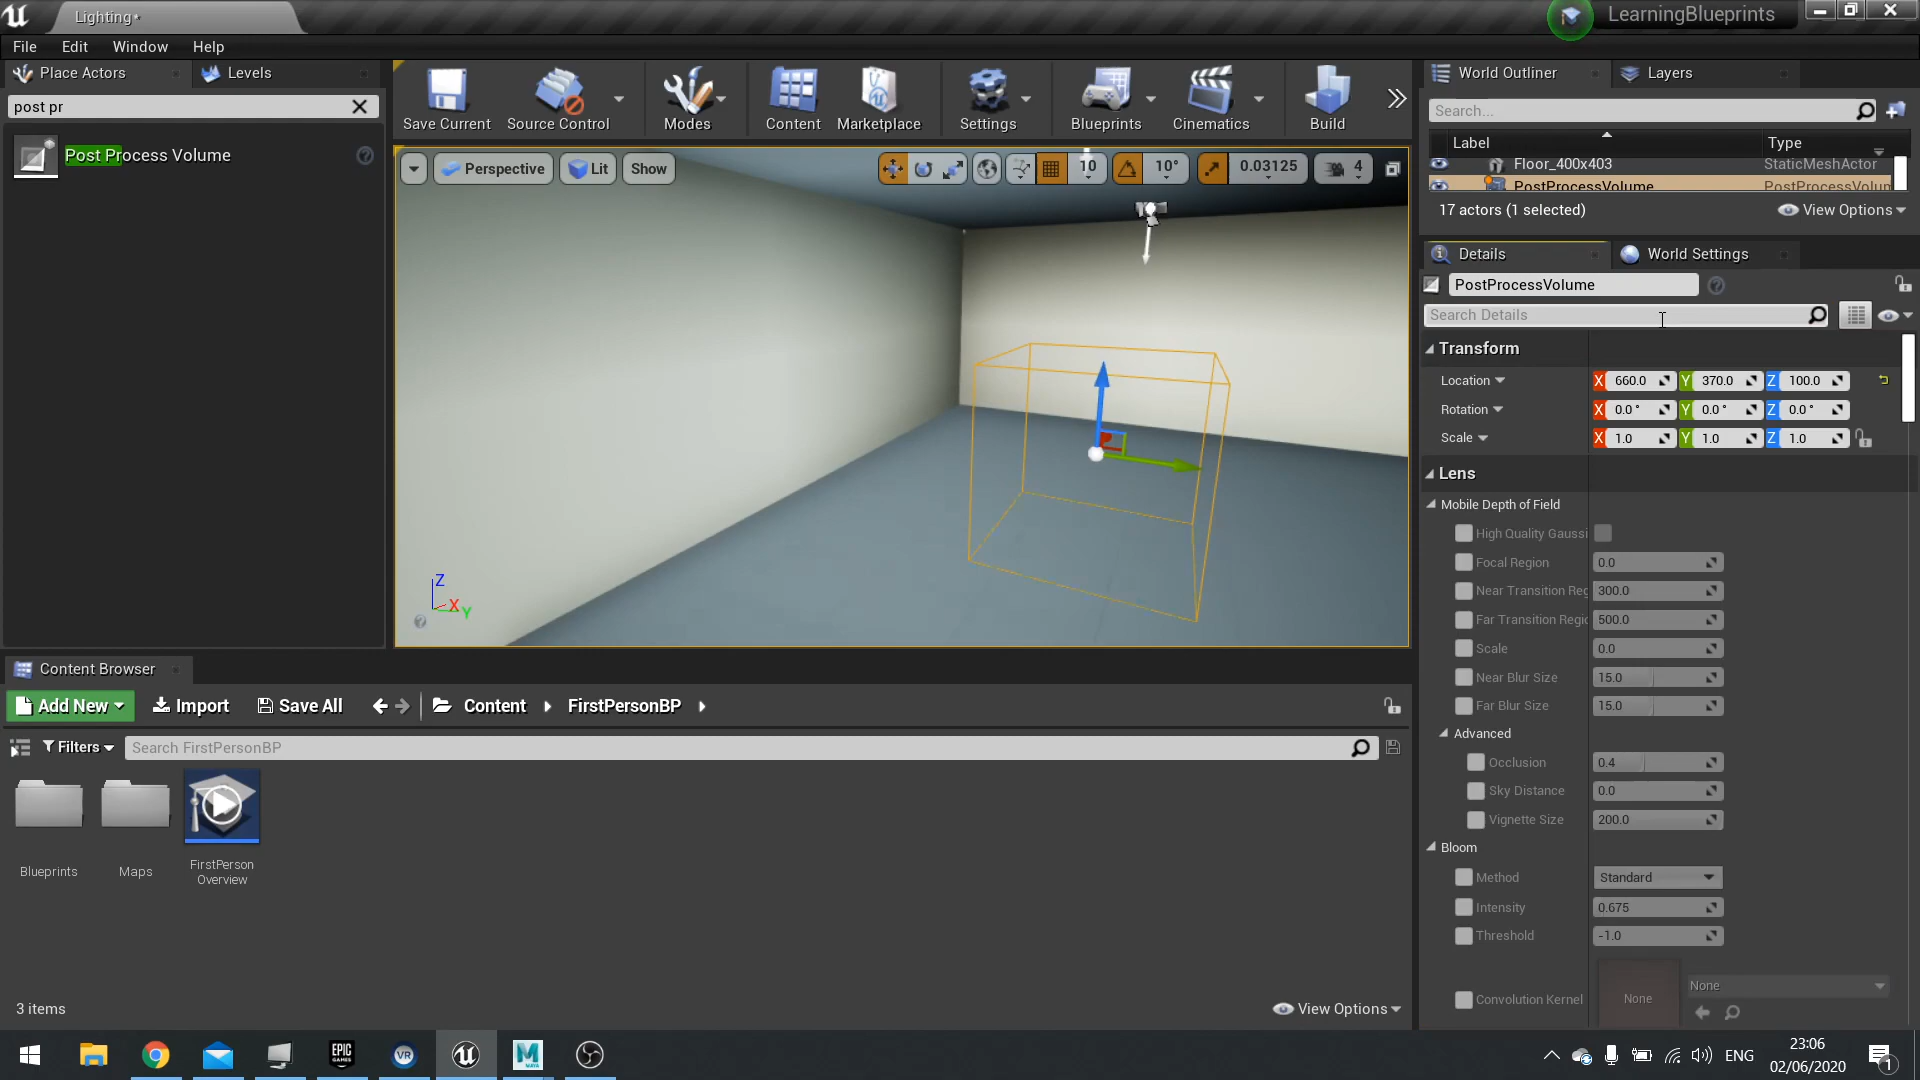 Lighting*
LearningBlueprints
File Edit Window Help
Place Actors
Levels
post pr
Post Process Volume
Save Current
Source Control
Modes
Content
Marketplace
Settings
Blueprints
Cinematics
Build
Perspective
Lit
Show
10
10°
0.03125
4
Z
X
Y
World Outliner
Layers
Search...
Label Type
Floor_400x403 StaticMeshActor
PostProcessVolume PostProcessVolum
17 actors (1 selected)
View Options
Details
World Settings
PostProcessVolume
Search Details
Transform
Location X 660.0 Y 370.0 Z 100.0
Rotation X 0.0° Y 0.0° Z 0.0°
Scale X 1.0 Y 1.0 Z 1.0
Lens
Mobile Depth of Field
High Quality Gaussi
Focal Region 0.0
Near Transition Reg 300.0
Far Transition Regio 500.0
Scale 0.0
Near Blur Size 15.0
Far Blur Size 15.0
Advanced
Occlusion 0.4
Sky Distance 0.0
Vignette Size 200.0
Bloom
Method Standard
Intensity 0.675
Threshold -1.0
Convolution Kernel None None
Content Browser
Add New
Import
Save All
Content
FirstPersonBP
Filters
Search FirstPersonBP
Blueprints
Maps
FirstPerson
Overview
3 items
View Options
EPIC
GAMES
VR
M
ENG
23:06
02/06/2020
1